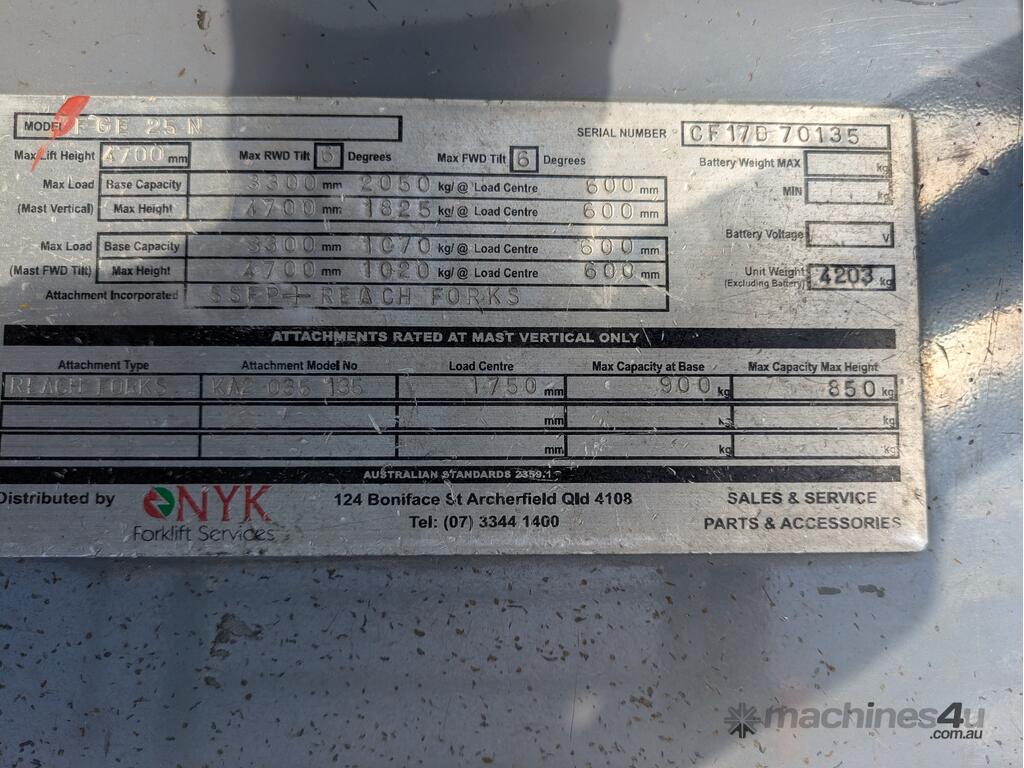 MODEL FGE 25 N
SERIAL NUMBER CF17D 70135
Max Lift Height 4700 mm Max RWD Tilt 6 Degrees Max FWD Tilt 6 Degrees
Battery Weight MAX kg
MIN kg
Max Load Base Capacity 3300 mm 2050 kg/@ Load Centre 600 mm
(Mast Vertical) Max Height 4700 mm 1825 kg/@ Load Centre 600 mm
Battery Voltage V
Max Load Base Capacity 3300 mm 1070 kg/@ Load Centre 600 mm
(Mast FWD Tilt) Max Height 4700 mm 1020 kg/@ Load Centre 600 mm
Unit Weight 4203 kg
(Excluding Battery)
Attachment Incorporated SSFP+REACH FORKS
ATTACHMENTS RATED AT MAST VERTICAL ONLY
Attachment Type Attachment Model No Load Centre Max Capacity at Base Max Capacity Max Height
REACH FORKS KA2 035 135 1750 mm 900 kg 850 kg
mm kg kg
mm kg kg
AUSTRALIAN STANDARDS 2359.1
Distributed by ENYK
Forklift Services
124 Boniface St Archerfield Qld 4108
Tel: (07) 3344 1400
SALES & SERVICE
PARTS & ACCESSORIES
machines4u
.com.au